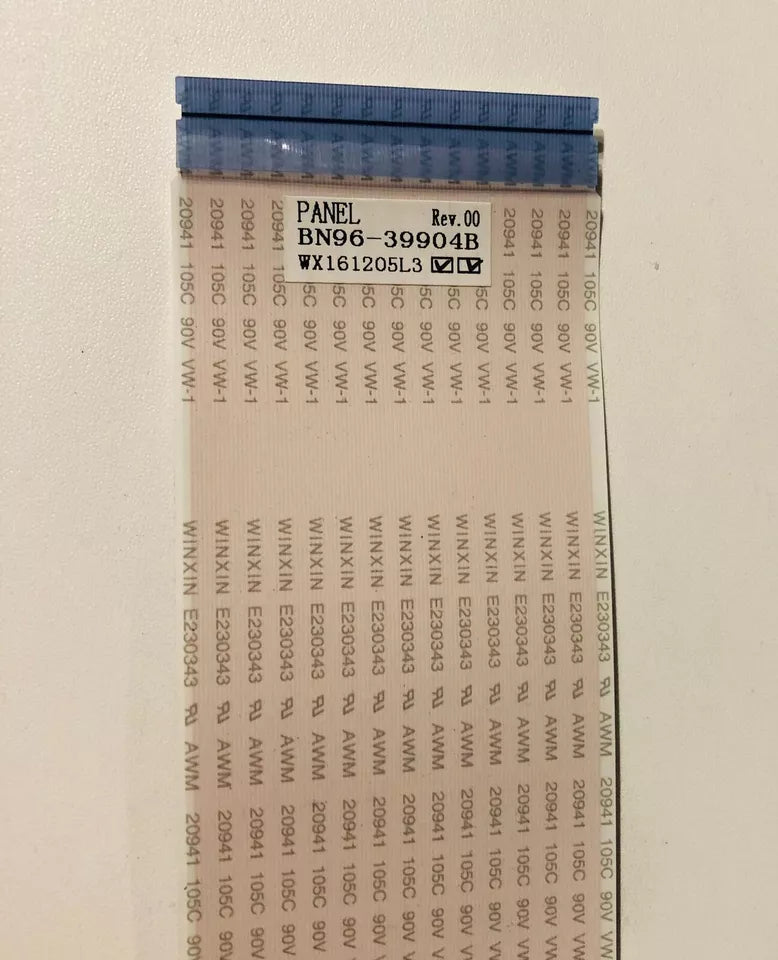 PANEL Rev.00
BN96-39904B
WX161205L3
20941 105C 90V VW-1
WINXIN E230343 AWM 20941 105C 90V VW-1